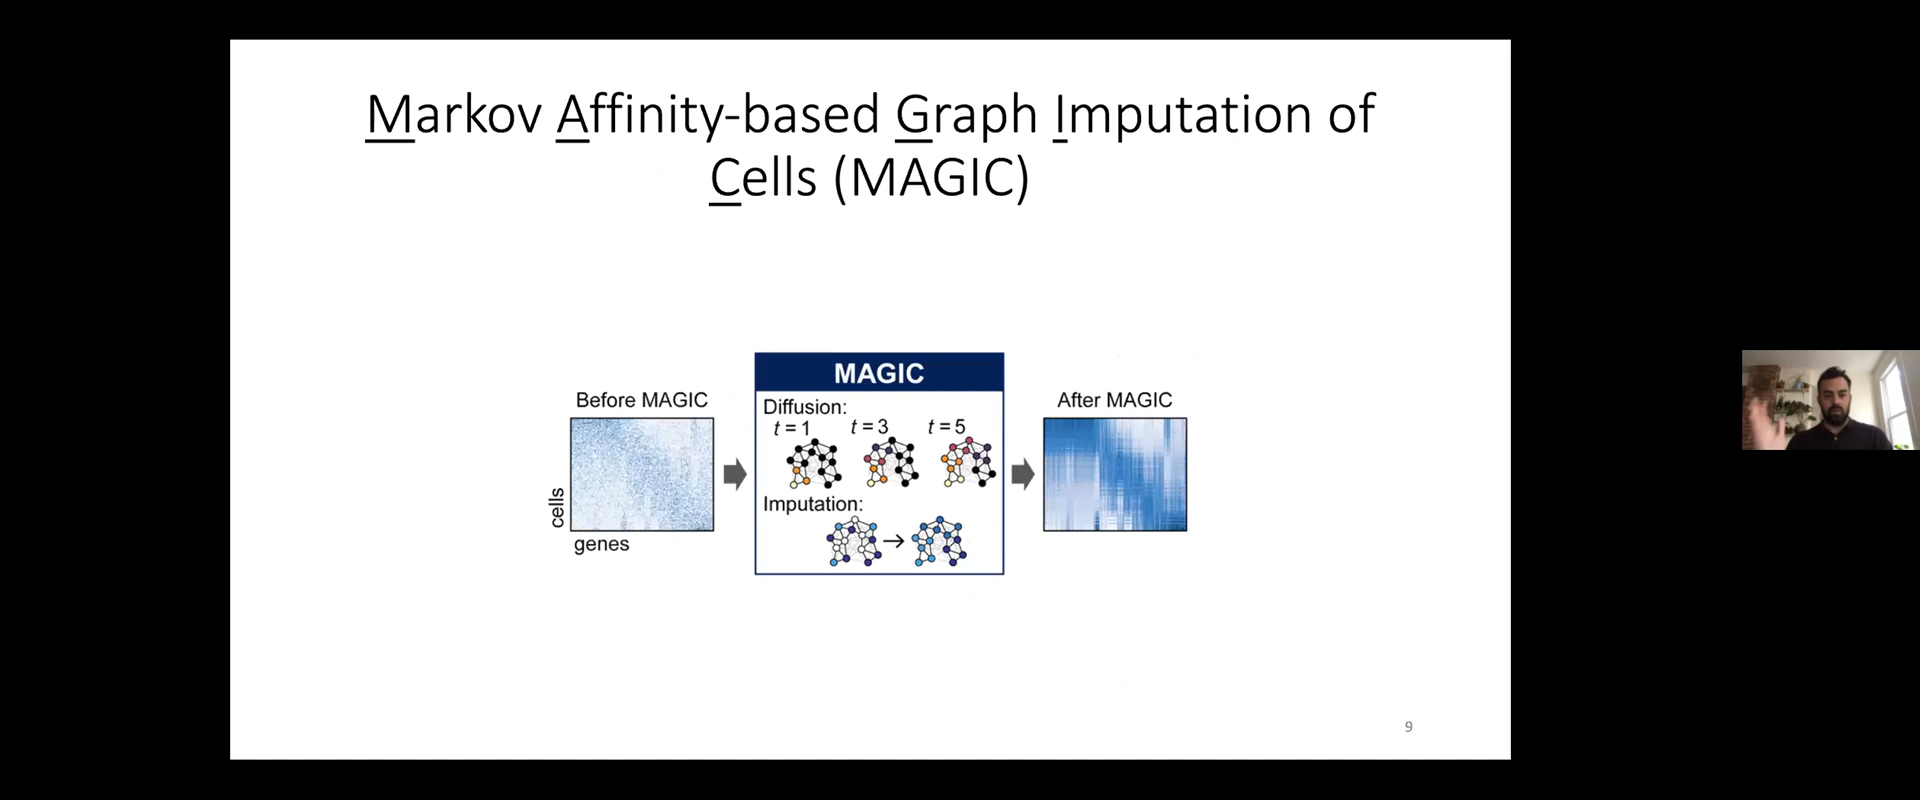 Markov Affinity-based Graph Imputation of
Cells (MAGIC)
Before MAGIC
cells
genes
MAGIC
Diffusion:
t = 1 t = 3 t = 5
Imputation:
After MAGIC
9